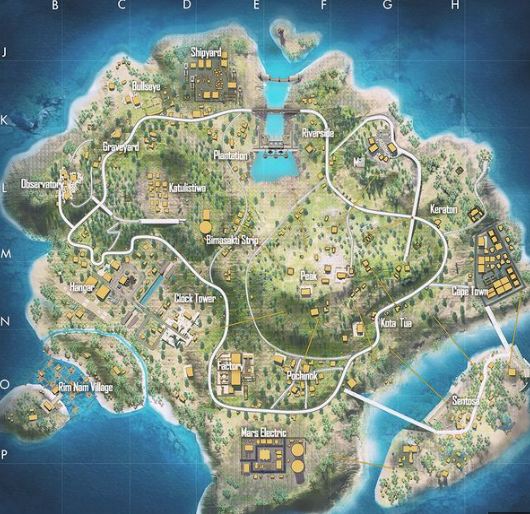 B C D E F G H
J
Shipyard
Bullseye
K
Graveyard
Riverside
Plantation
Mill
L
Observatory
Katulistiwa
Keraton
Bimasakti Strip
M
Peak
Hangar
Cape Town
Clock Tower
N
Kota Tua
Factory
Pochinok
O
Rim Nam Village
Sentosa
Mars Electric
P